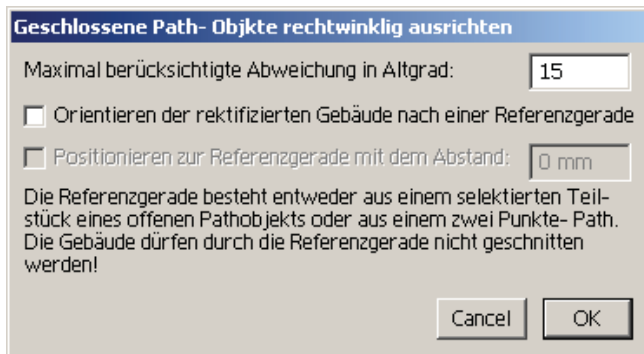 Geschlossene Path- Objkte rechtwinklig ausrichten
Maximal berücksichtigte Abweichung in Altgrad: 15
Orientieren der rektifizierten Gebäude nach einer Referenzgerade
Positionieren zur Referenzgerade mit dem Abstand: 0 mm
Die Referenzgerade besteht entweder aus einem selektierten Teil-
stück eines offenen Pathobjekts oder aus einem zwei Punkte- Path.
Die Gebäude dürfen durch die Referenzgerade nicht geschnitten
werden!
Cancel OK